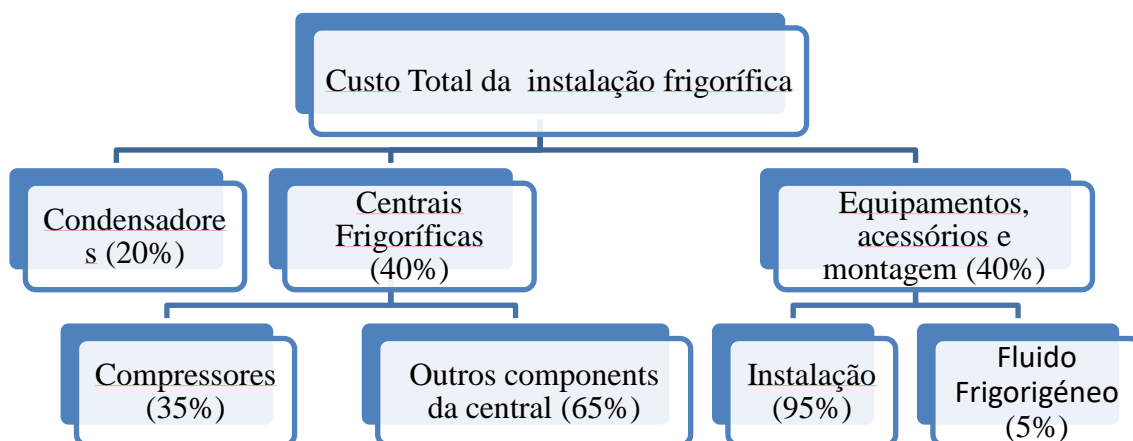 Custo Total da instalação frigorífica
Condensadore
s (20%)
Centrais
Frigoríficas
(40%)
Equipamentos,
acessórios e
montagem (40%)
Compressores
(35%)
Outros components
da central (65%)
Instalação
(95%)
Fluido
Frigorigéneo
(5%)